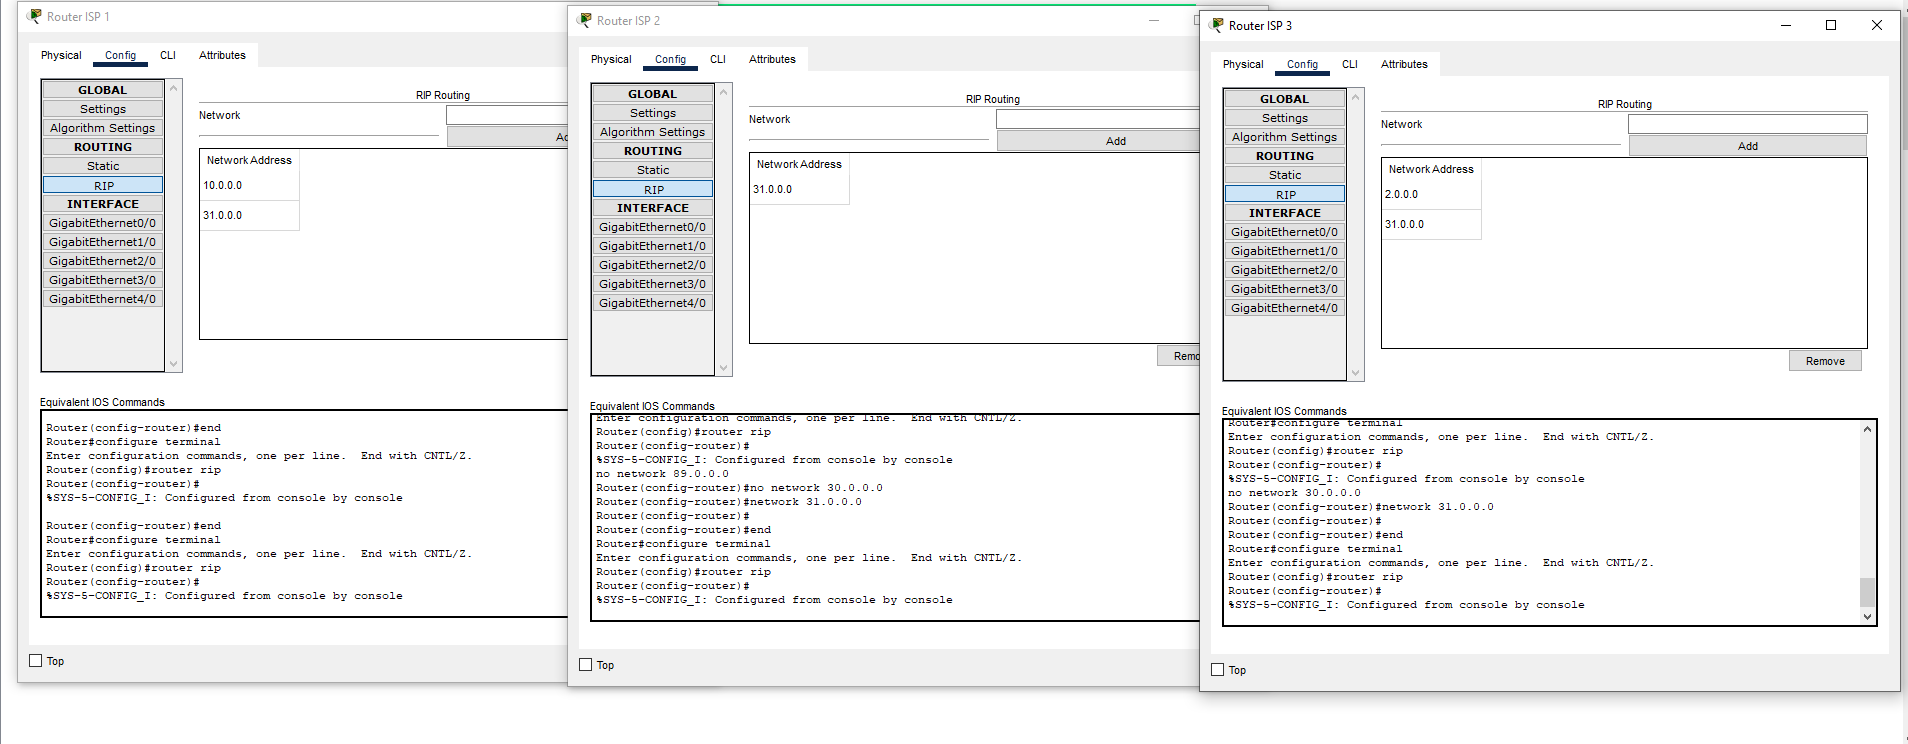 Router ISP 1
Physical Config CLI Attributes
GLOBAL
Settings
Algorithm Settings
ROUTING
Static
RIP
INTERFACE
GigabitEthernet0/0
GigabitEthernet1/0
GigabitEthernet2/0
GigabitEthernet3/0
GigabitEthernet4/0
RIP Routing
Network
Network Address
10.0.0.0
31.0.0.0
Equivalent IOS Commands
Router(config-router)#end
Router#configure terminal
Enter configuration commands, one per line.  End with CNTL/Z.
Router(config)#router rip
Router(config-router)#
%SYS-5-CONFIG_I: Configured from console by console
Router(config-router)#end
Router#configure terminal
Enter configuration commands, one per line.  End with CNTL/Z.
Router(config)#router rip
Router(config-router)#
%SYS-5-CONFIG_I: Configured from console by console
Top
Router ISP 2
Physical Config CLI Attributes
GLOBAL
Settings
Algorithm Settings
ROUTING
Static
RIP
INTERFACE
GigabitEthernet0/0
GigabitEthernet1/0
GigabitEthernet2/0
GigabitEthernet3/0
GigabitEthernet4/0
RIP Routing
Network
Add
Network Address
31.0.0.0
Equivalent IOS Commands
Enter configuration commands, one per line.  End with CNTL/Z.
Router(config)#router rip
Router(config-router)#
%SYS-5-CONFIG_I: Configured from console by console
no network 89.0.0.0
Router(config-router)#no network 30.0.0.0
Router(config-router)#network 31.0.0.0
Router(config-router)#
Router(config-router)#end
Router#configure terminal
Enter configuration commands, one per line.  End with CNTL/Z.
Router(config)#router rip
Router(config-router)#
%SYS-5-CONFIG_I: Configured from console by console
Top
Router ISP 3
Physical Config CLI Attributes
GLOBAL
Settings
Algorithm Settings
ROUTING
Static
RIP
INTERFACE
GigabitEthernet0/0
GigabitEthernet1/0
GigabitEthernet2/0
GigabitEthernet3/0
GigabitEthernet4/0
RIP Routing
Network
Add
Network Address
2.0.0.0
31.0.0.0
Remove
Equivalent IOS Commands
Router#configure terminal
Enter configuration commands, one per line.  End with CNTL/Z.
Router(config)#router rip
Router(config-router)#
%SYS-5-CONFIG_I: Configured from console by console
no network 30.0.0.0
Router(config-router)#network 31.0.0.0
Router(config-router)#
Router(config-router)#end
Router#configure terminal
Enter configuration commands, one per line.  End with CNTL/Z.
Router(config)#router rip
Router(config-router)#
%SYS-5-CONFIG_I: Configured from console by console
Top